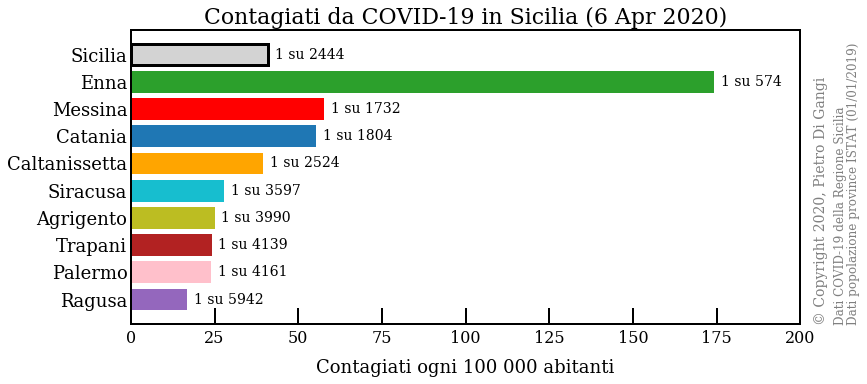 Contagiati da COVID-19 in Sicilia (6 Apr 2020)
Sicilia 1 su 2444
Enna 1 su 574
Messina 1 su 1732
Catania 1 su 1804
Caltanissetta 1 su 2524
Siracusa 1 su 3597
Agrigento 1 su 3990
Trapani 1 su 4139
Palermo 1 su 4161
Ragusa 1 su 5942
0 25 50 75 100 125 150 175 200
Contagiati ogni 100 000 abitanti
© Copyright 2020, Pietro Di Gangi
Dati COVID-19 della Regione Sicilia
Dati popolazione province ISTAT (01/01/2019)